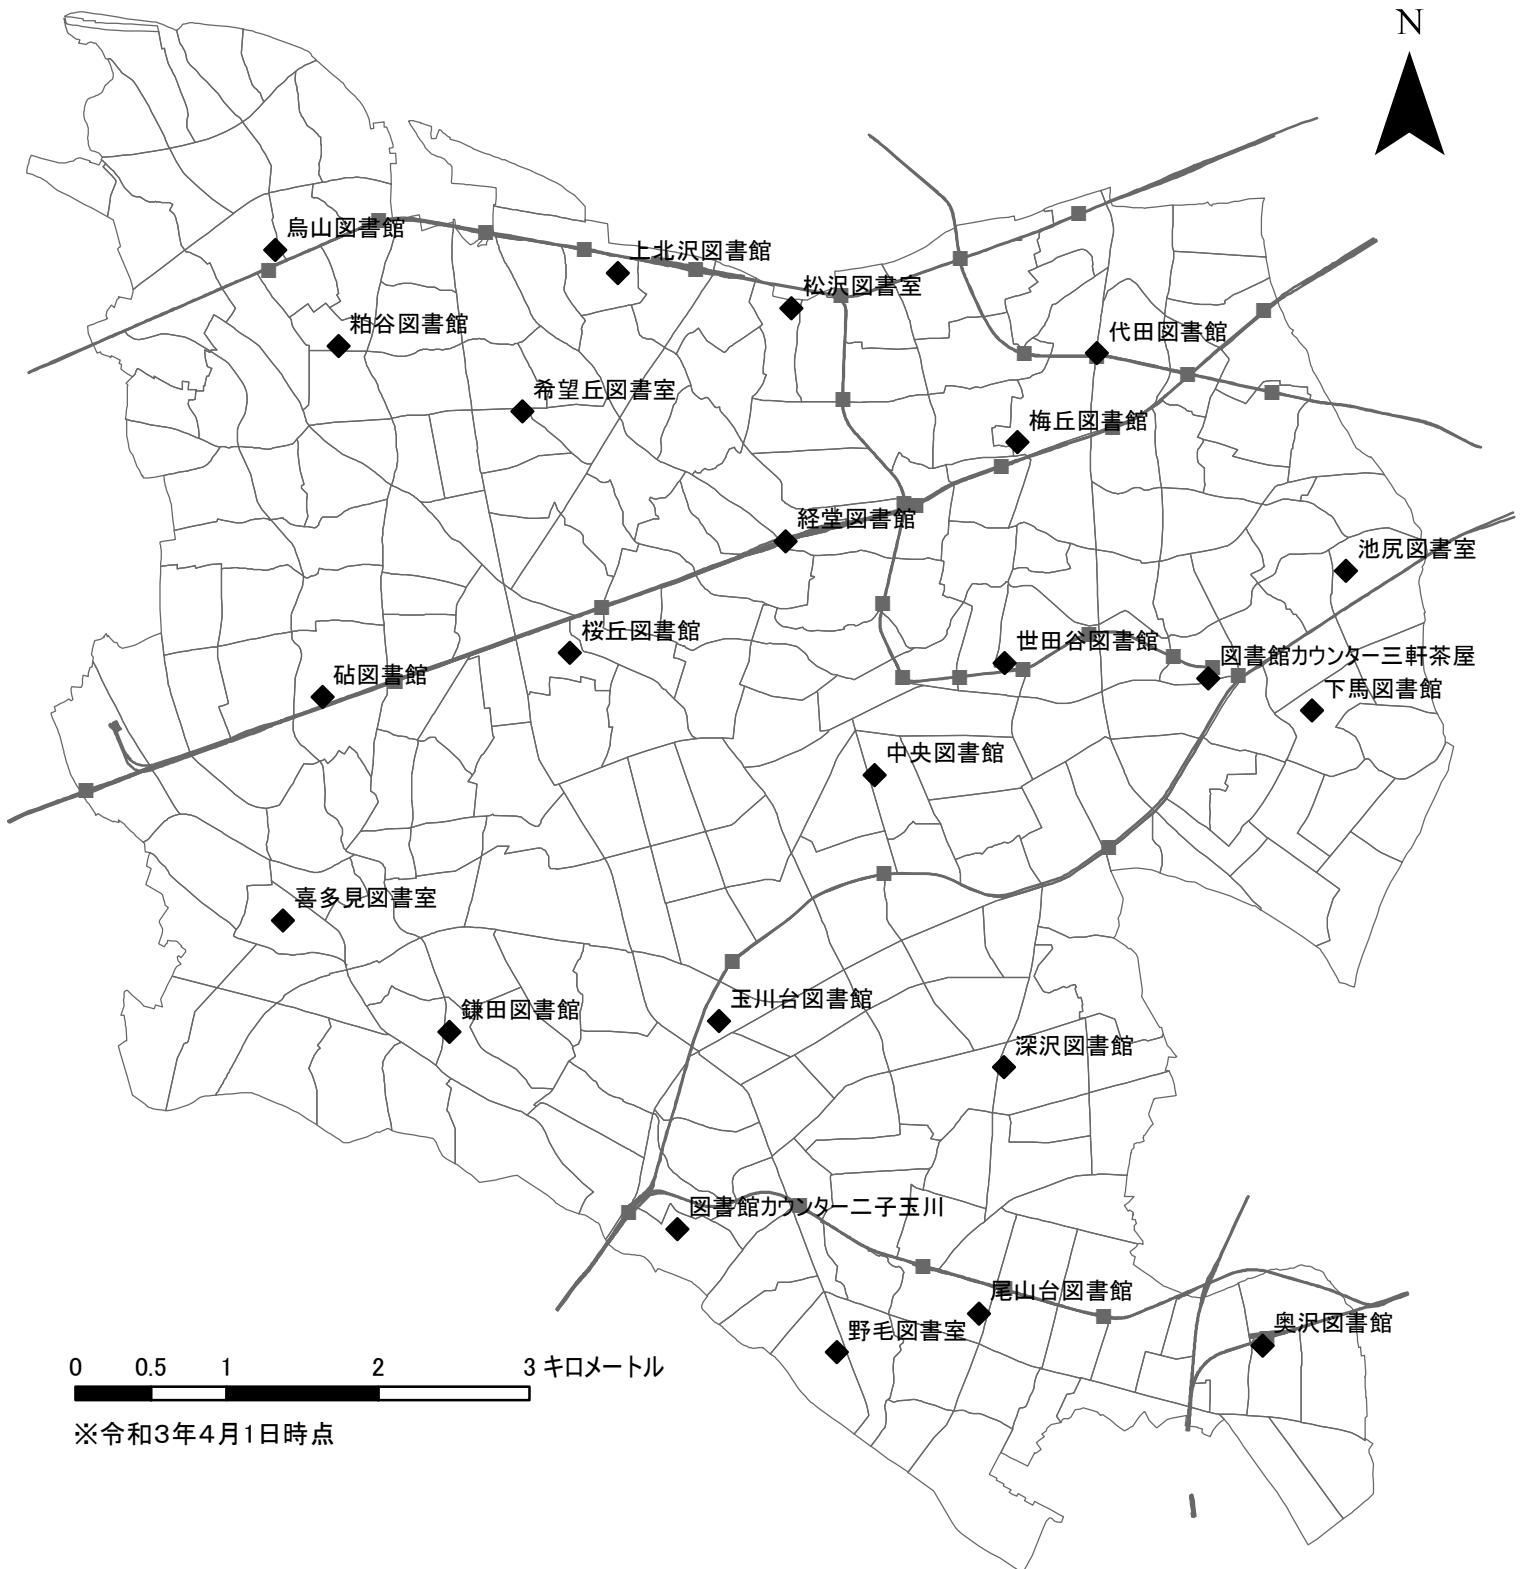 N
烏山図書館
上北沢図書館
松沢図書室
粕谷図書館
代田図書館
希望丘図書室
梅丘図書館
経堂図書館
池尻図書室
桜丘図書館
世田谷図書館
図書館カウンター三軒茶屋
砧図書館
下馬図書館
中央図書館
喜多見図書室
玉川台図書館
鎌田図書館
深沢図書館
図書館カウンター二子玉川
尾山台図書館
野毛図書室
奥沢図書館
0 0.5 1 2 3 キロメートル
※令和3年4月1日時点